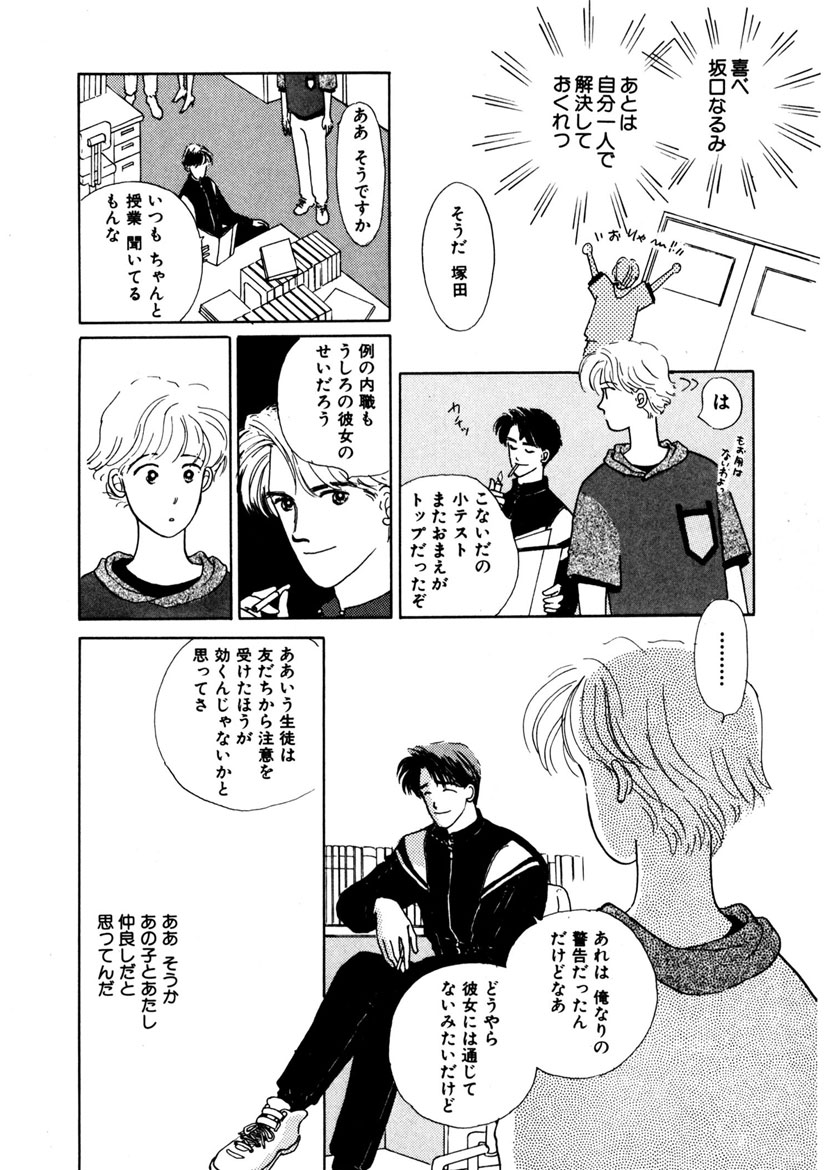 喜べ
坂口なるみ
あとは
自分一人で
解決して
おくれっ
おりゃー!!
そうだ 塚田
ああ そうですか
いつも ちゃんと
授業 聞いてる
もんな
は
もう用は
ないわよっ
カチッ
こないだの
小テスト
またおまえが
トップだったぞ
例の内職も
うしろの彼女の
せいだろう
………
あれは 俺なりの
警告だったん
だけどなあ
どうやら
彼女には通じて
ないみたいだけど
ああいう生徒は
友だちから注意を
受けたほうが
効くんじゃないかと
思ってさ
ああ そうか
あの子とあたし
仲良しだと
思ってんだ